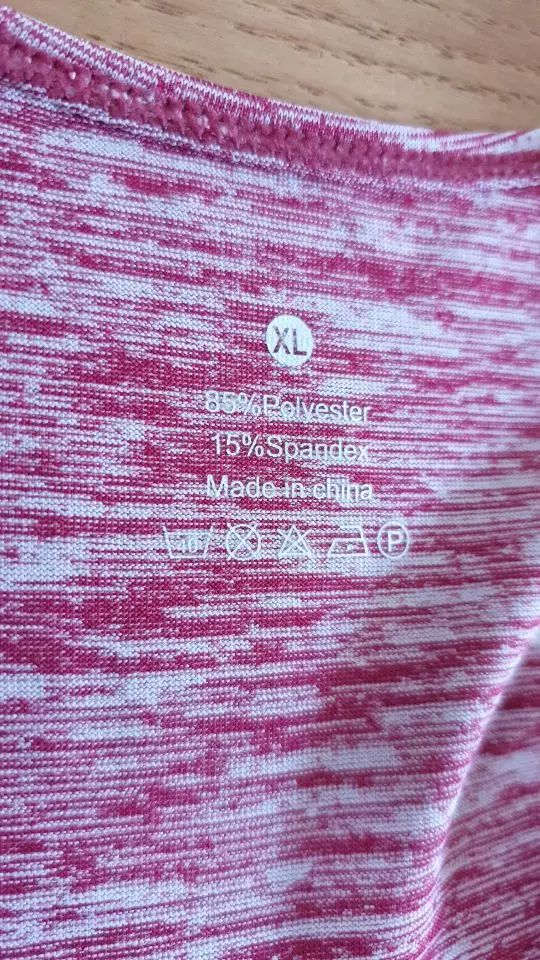 XL
85%Polyester
15%Spandex
Made in china
P